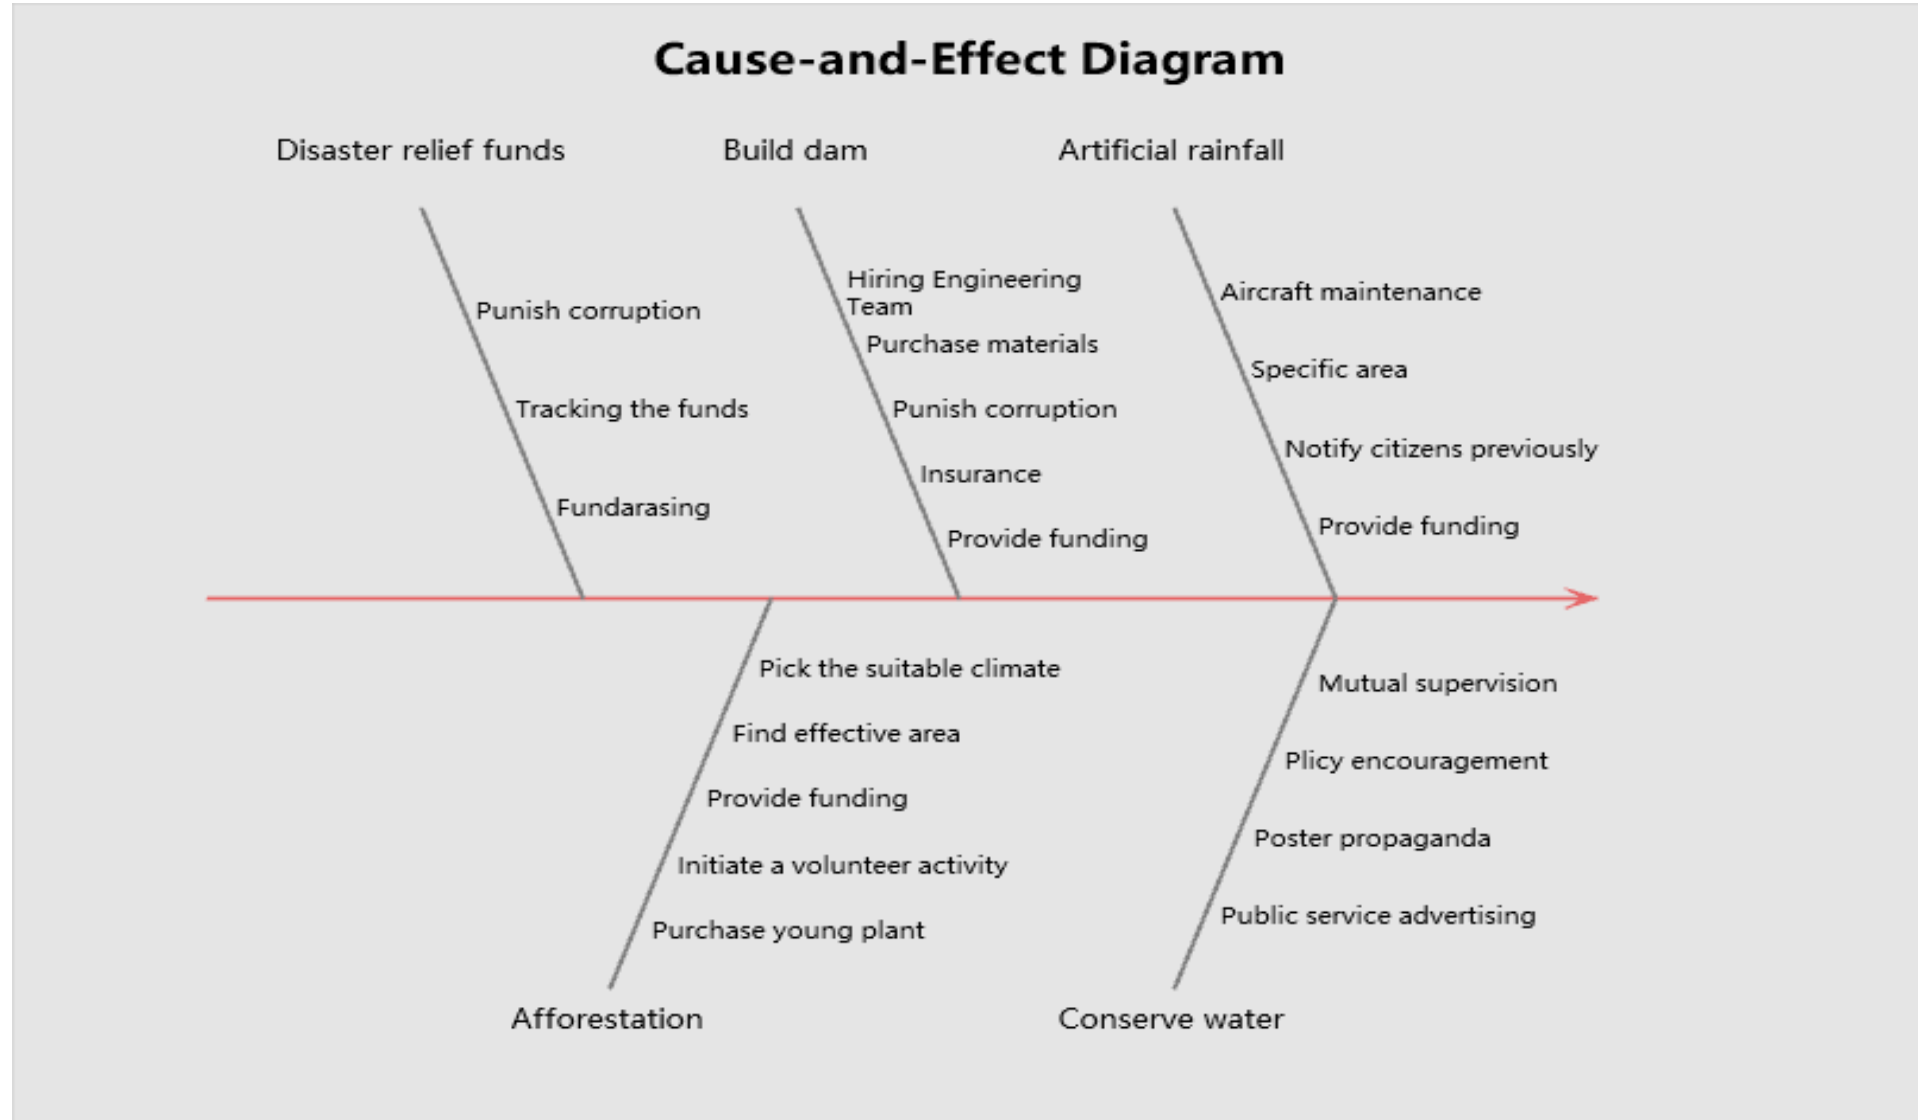 Cause-and-Effect Diagram
Disaster relief funds
Build dam
Artificial rainfall
Punish corruption
Tracking the funds
Fundarasing
Hiring Engineering
Team
Purchase materials
Punish corruption
Insurance
Provide funding
Aircraft maintenance
Specific area
Notify citizens previously
Provide funding
Pick the suitable climate
Find effective area
Provide funding
Initiate a volunteer activity
Purchase young plant
Mutual supervision
Plicy encouragement
Poster propaganda
Public service advertising
Afforestation
Conserve water